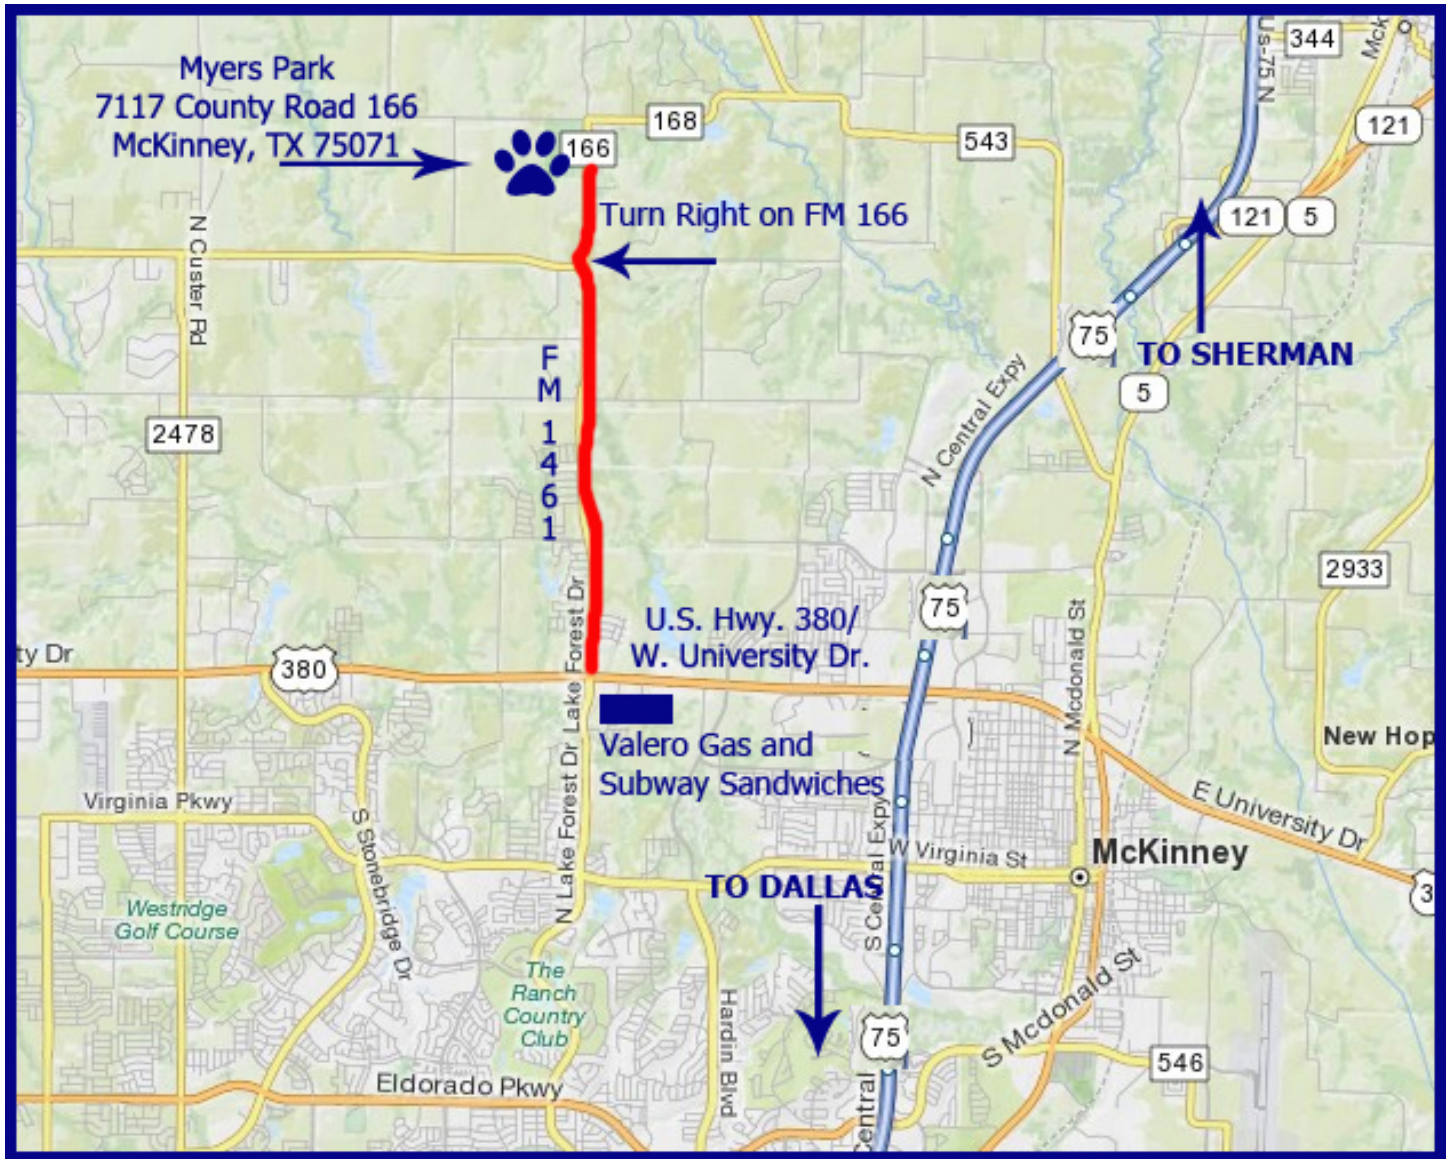 Myers Park
7117 County Road 166
McKinney, TX 75071
166
168
543
344
US-75 N
Mck
121
121
5
Turn Right on FM 166
N Custer Rd
75
TO SHERMAN
5
FM 1461
2478
N Central Expy
2933
75
U.S. Hwy. 380/
W. University Dr.
N Mcdonald St
ty Dr
380
Lake Forest Dr
Valero Gas and
Subway Sandwiches
New Hop
Virginia Pkwy
E University Dr
S Stonebridge Dr
N Lake Forest Dr
S Central Expy
W Virginia St
McKinney
TO DALLAS
3
Westridge
Golf Course
The
Ranch
Country
Club
Hardin Blvd
75
S Mcdonald St
546
Eldorado Pkwy
Central